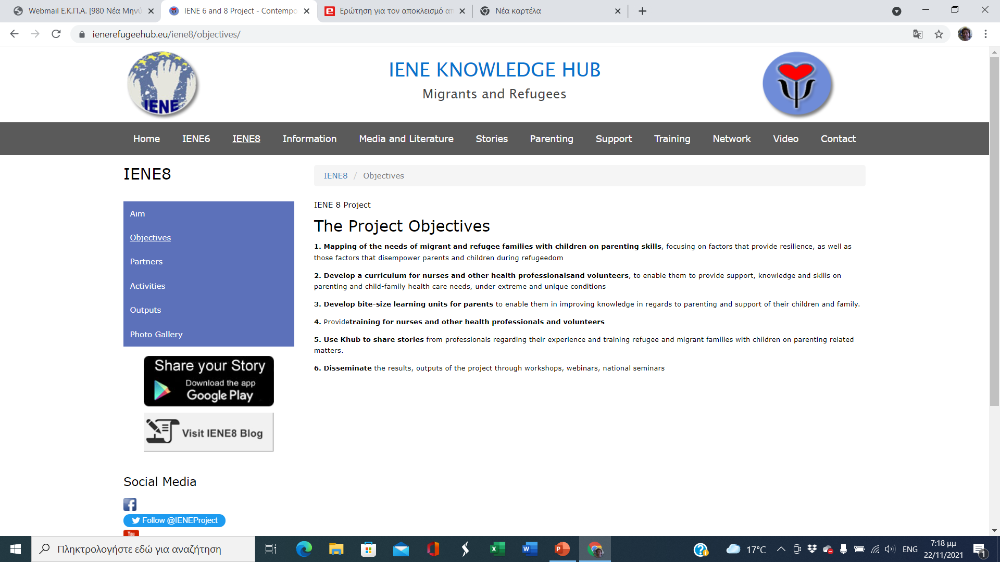 Webmail Ε.Κ.Π.Α. [980 Νέα Μηνύ
IENE 6 and 8 Project - Contempo
Ερώτηση για τον αποκλεισμό απ
Νέα καρτέλα
ienerefugeehub.eu/iene8/objectives/
IENE
IENE KNOWLEDGE HUB
Migrants and Refugees
Home IENE6 IENE8 Information Media and Literature Stories Parenting Support Training Network Video Contact
IENE8
IENE8 / Objectives
Aim
Objectives
Partners
Activities
Outputs
Photo Gallery
IENE 8 Project
The Project Objectives
1. Mapping of the needs of migrant and refugee families with children on parenting skills, focusing on factors that provide resilience, as well as
those factors that disempower parents and children during refugeedom
2. Develop a curriculum for nurses and other health professionalsand volunteers, to enable them to provide support, knowledge and skills on
parenting and child-family health care needs, under extreme and unique conditions
3. Develop bite-size learning units for parents to enable them in improving knowledge in regards to parenting and support of their children and family.
4. Providetraining for nurses and other health professionals and volunteers
5. Use Khub to share stories from professionals regarding their experience and training refugee and migrant families with children on parenting related
matters.
6. Disseminate the results, outputs of the project through workshops, webinars, national seminars
Share your Story
Download the app
Google Play
Visit IENE8 Blog
Social Media
Follow @IENEProject
You
Πληκτρολογήστε εδώ για αναζήτηση
17°C
ENG
7:18 μμ
22/11/2021
1